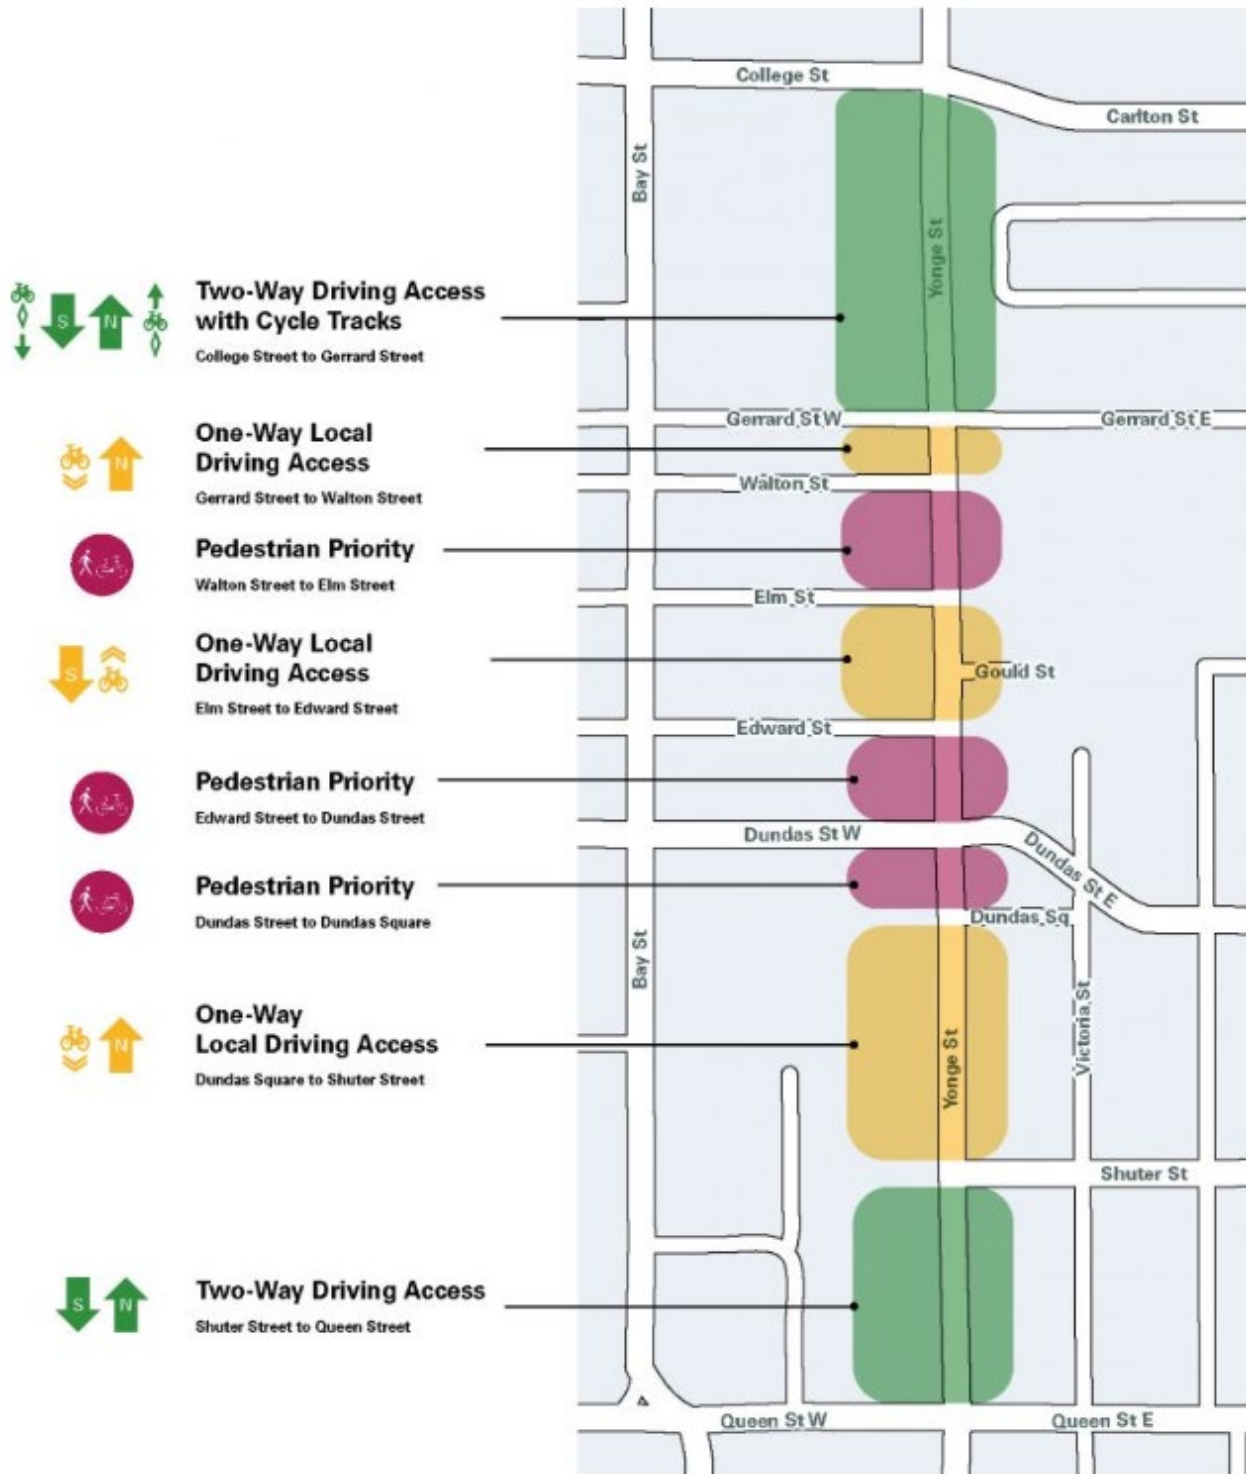 College St
Carlton St
Bay St
Yonge St
S
N
Two-Way Driving Access
with Cycle Tracks
College Street to Gerrard Street
Gerrard St W
Gerrard St E
N
One-Way Local
Driving Access
Gerrard Street to Walton Street
Walton St
Pedestrian Priority
Walton Street to Elm Street
Elm St
S
One-Way Local
Driving Access
Elm Street to Edward Street
Gould St
Edward St
Pedestrian Priority
Edward Street to Dundas Street
Dundas St W
Dundas St E
Pedestrian Priority
Dundas Street to Dundas Square
Dundas Sq
Bay St
Victoria St
N
One-Way
Local Driving Access
Dundas Square to Shuter Street
Yonge St
Shuter St
S
N
Two-Way Driving Access
Shuter Street to Queen Street
Queen St W
Queen St E